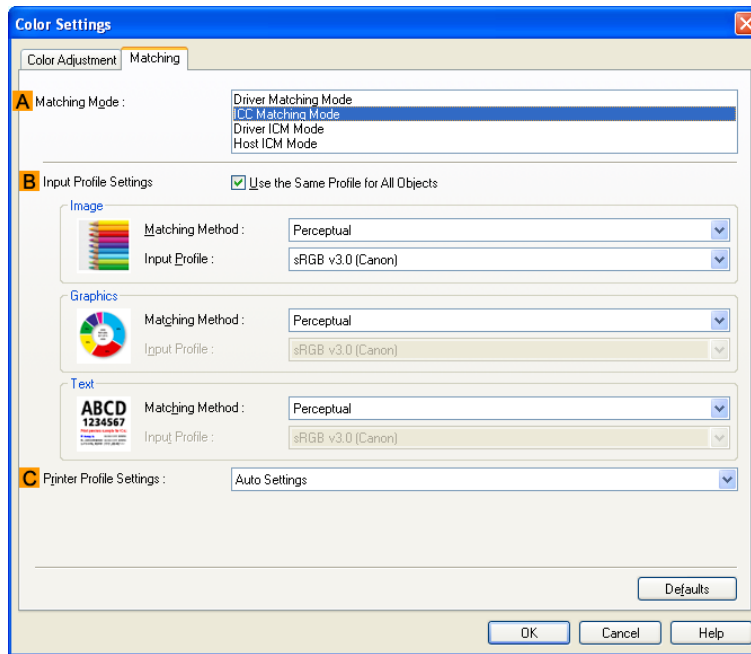 Color Settings
Color Adjustment Matching
A Matching Mode : Driver Matching Mode
ICC Matching Mode
Driver ICM Mode
Host ICM Mode
B Input Profile Settings Use the Same Profile for All Objects
Image
Matching Method : Perceptual
Input Profile : sRGB v3.0 (Canon)
Graphics
Matching Method : Perceptual
Input Profile : sRGB v3.0 (Canon)
Text
ABCD
1234567
Matching Method : Perceptual
Input Profile : sRGB v3.0 (Canon)
C Printer Profile Settings : Auto Settings
Defaults
OK Cancel Help